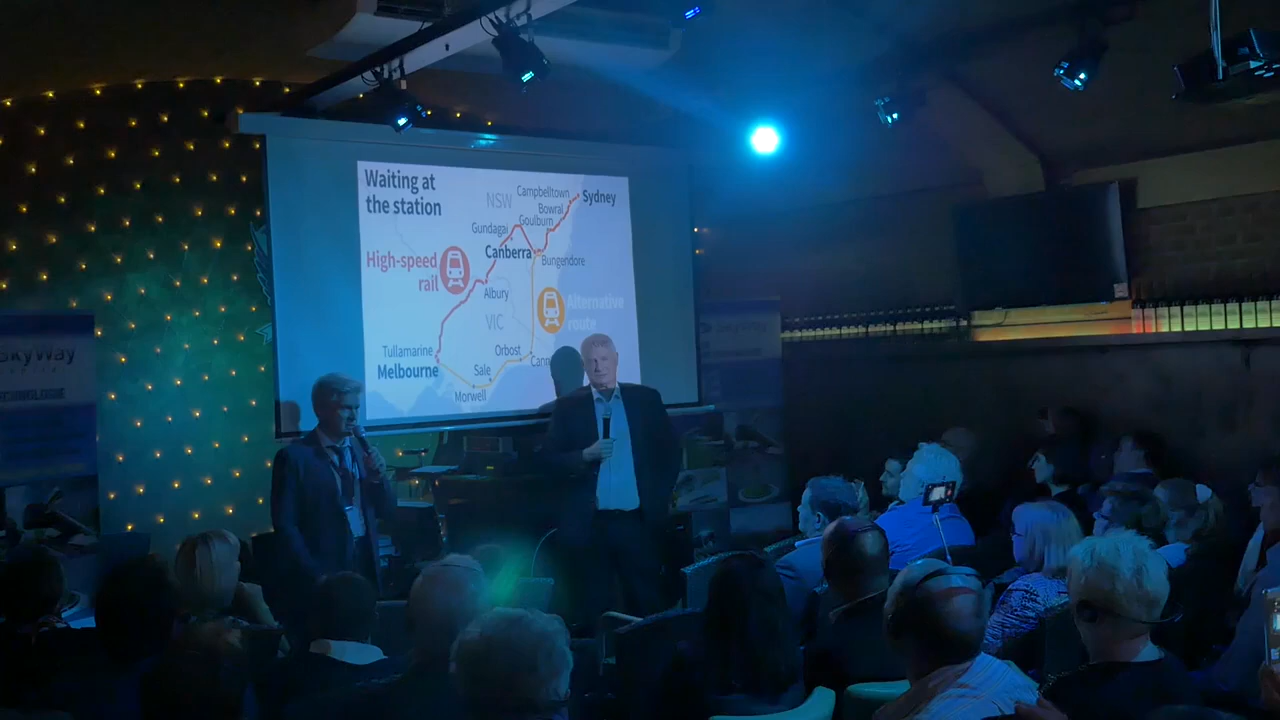 Waiting at
the station
NSW
Campbelltown
Sydney
Bowral
Goulburn
Gundagai
Canberra
Bungendore
High-speed
rail
Albury
Alternative
route
VIC
Tullamarine
Orbost
Cann
Melbourne
Sale
Morwell
SkyWay